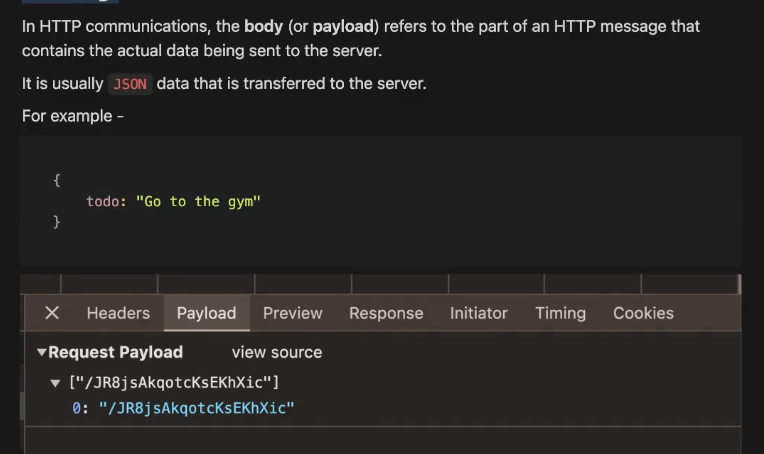 In HTTP communications, the body (or payload) refers to the part of an HTTP message that
contains the actual data being sent to the server.
It is usually JSON data that is transferred to the server.
For example -
{
todo: "Go to the gym"
}
Headers Payload Preview Response Initiator Timing Cookies
▼Request Payload view source
▼ ["/JR8jsAkqotcKsEKhXic"]
0: "/JR8jsAkqotcKsEKhXic"